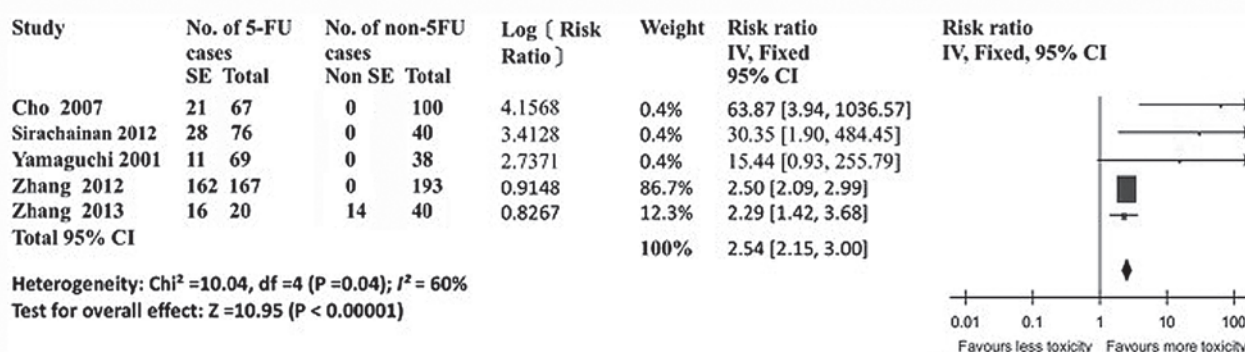 Study No. of 5-FU cases SE Total No. of non-5FU cases Non SE Total Log〔Risk Ratio〕 Weight Risk ratio IV, Fixed 95% CI Risk ratio IV, Fixed, 95% CI
Cho 2007 21 67 0 100 4.1568 0.4% 63.87 [3.94, 1036.57]
Sirachainan 2012 28 76 0 40 3.4128 0.4% 30.35 [1.90, 484.45]
Yamaguchi 2001 11 69 0 38 2.7371 0.4% 15.44 [0.93, 255.79]
Zhang 2012 162 167 0 193 0.9148 86.7% 2.50 [2.09, 2.99]
Zhang 2013 16 20 14 40 0.8267 12.3% 2.29 [1.42, 3.68]
Total 95% CI 100% 2.54 [2.15, 3.00]
Heterogeneity: Chi² =10.04, df =4 (P =0.04); I² = 60%
Test for overall effect: Z =10.95 (P < 0.00001)
0.01 0.1 1 10 100
Favours less toxicity Favours more toxicity